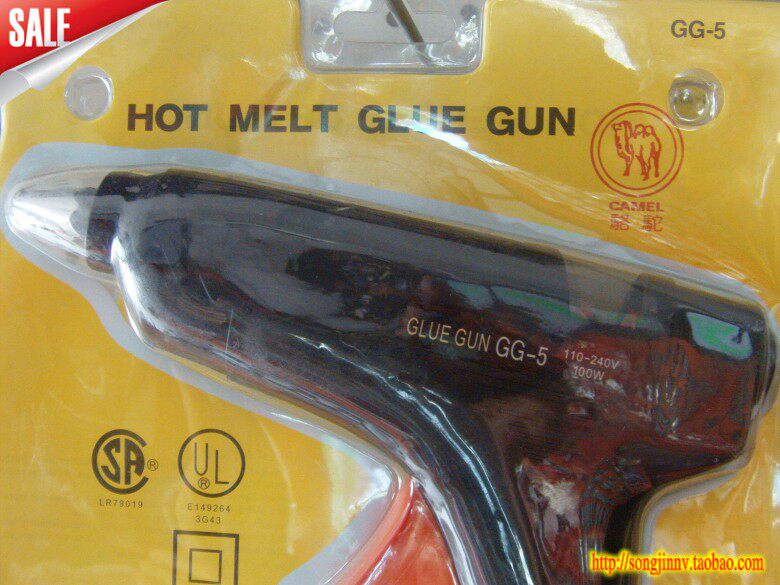 SALE
GG-5
HOT MELT GLUE GUN
CAMEL
駱駝
GLUE GUN GG-5
110-240V
100W
SA ®
LR79019
UL ®
E149264
3G43
http://songjinnv.taobao.com